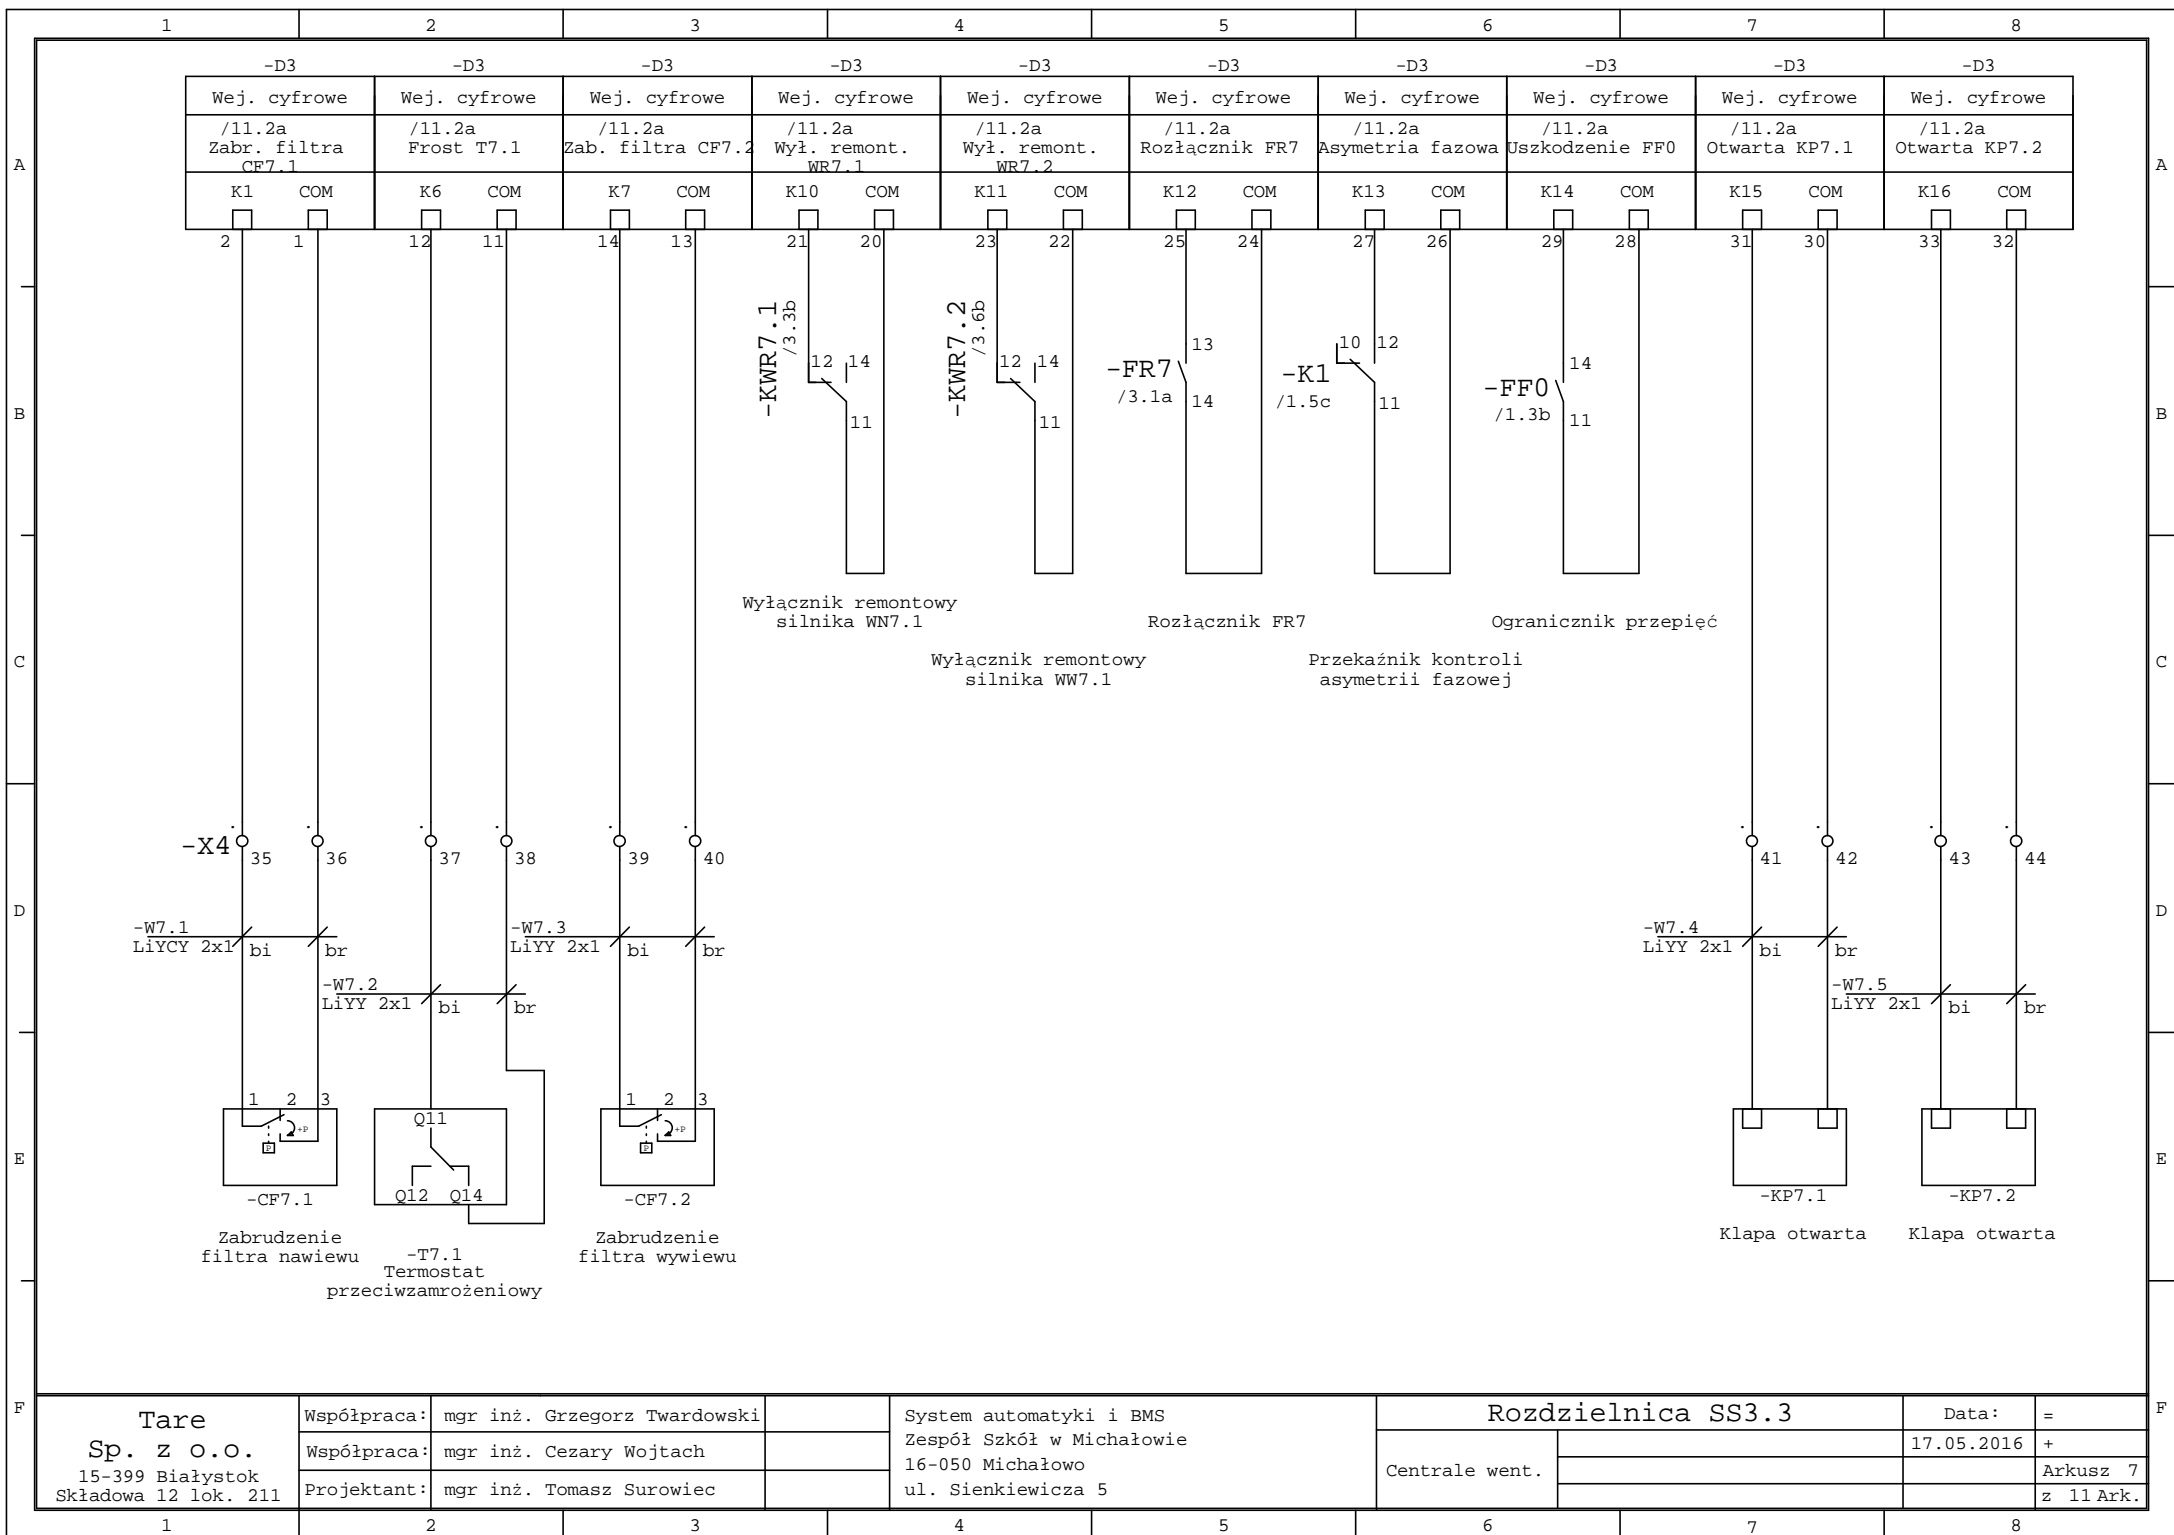 1 2 3 4 5 6 7 8
-D3 -D3 -D3 -D3 -D3 -D3 -D3 -D3 -D3 -D3
Wej. cyfrowe Wej. cyfrowe Wej. cyfrowe Wej. cyfrowe Wej. cyfrowe Wej. cyfrowe Wej. cyfrowe Wej. cyfrowe Wej. cyfrowe Wej. cyfrowe
/11.2a /11.2a /11.2a /11.2a /11.2a /11.2a /11.2a /11.2a /11.2a /11.2a
Zabr. filtra Frost T7.1 Zab. filtra CF7.2 Wył. remont. Wył. remont. Rozłącznik FR7 Asymetria fazowa Uszkodzenie FF0 Otwarta KP7.1 Otwarta KP7.2
A CF7.1 WR7.1 WR7.2 A
K1 COM K6 COM K7 COM K10 COM K11 COM K12 COM K13 COM K14 COM K15 COM K16 COM
2 1 12 11 14 13 21 20 23 22 25 24 27 26 29 28 31 30 33 32
-KWR7.1
/3.3b
-KWR7.2
/3.6b
13 10 12
12 14 12 14 14
-FR7 -K1 -FF0
/3.1a 14 /1.5c 11 /1.3b 11
B 11 11 B
Wyłącznik remontowy
silnika WN7.1 Rozłącznik FR7 Ogranicznik przepięć
C Wyłącznik remontowy Przekaźnik kontroli C
silnika WW7.1 asymetrii fazowej
-X4 35 36 37 38 39 40 41 42 43 44
D D
-W7.1 -W7.3 -W7.4
LiYCY 2x1 bi br LiYY 2x1 bi br LiYY 2x1 bi br
-W7.2 -W7.5
LiYY 2x1 bi br LiYY 2x1 bi br
1 2 3 1 2 3
Q11
+P +P
P P
E E
Q12 Q14
-CF7.1 -CF7.2 -KP7.1 -KP7.2
Zabrudzenie Zabrudzenie Klapa otwarta Klapa otwarta
filtra nawiewu filtra wywiewu
-T7.1
Termostat
przeciwzamrożeniowy
F F
Tare
Sp. z o.o.
15-399 Białystok
Składowa 12 lok. 211
Współpraca: mgr inż. Grzegorz Twardowski
Współpraca: mgr inż. Cezary Wojtach
Projektant: mgr inż. Tomasz Surowiec
System automatyki i BMS
Zespół Szkół w Michałowie
16-050 Michałowo
ul. Sienkiewicza 5
Rozdzielnica SS3.3
Centrale went.
Data: =
17.05.2016 +
Arkusz 7
z 11 Ark.
1 2 3 4 5 6 7 8